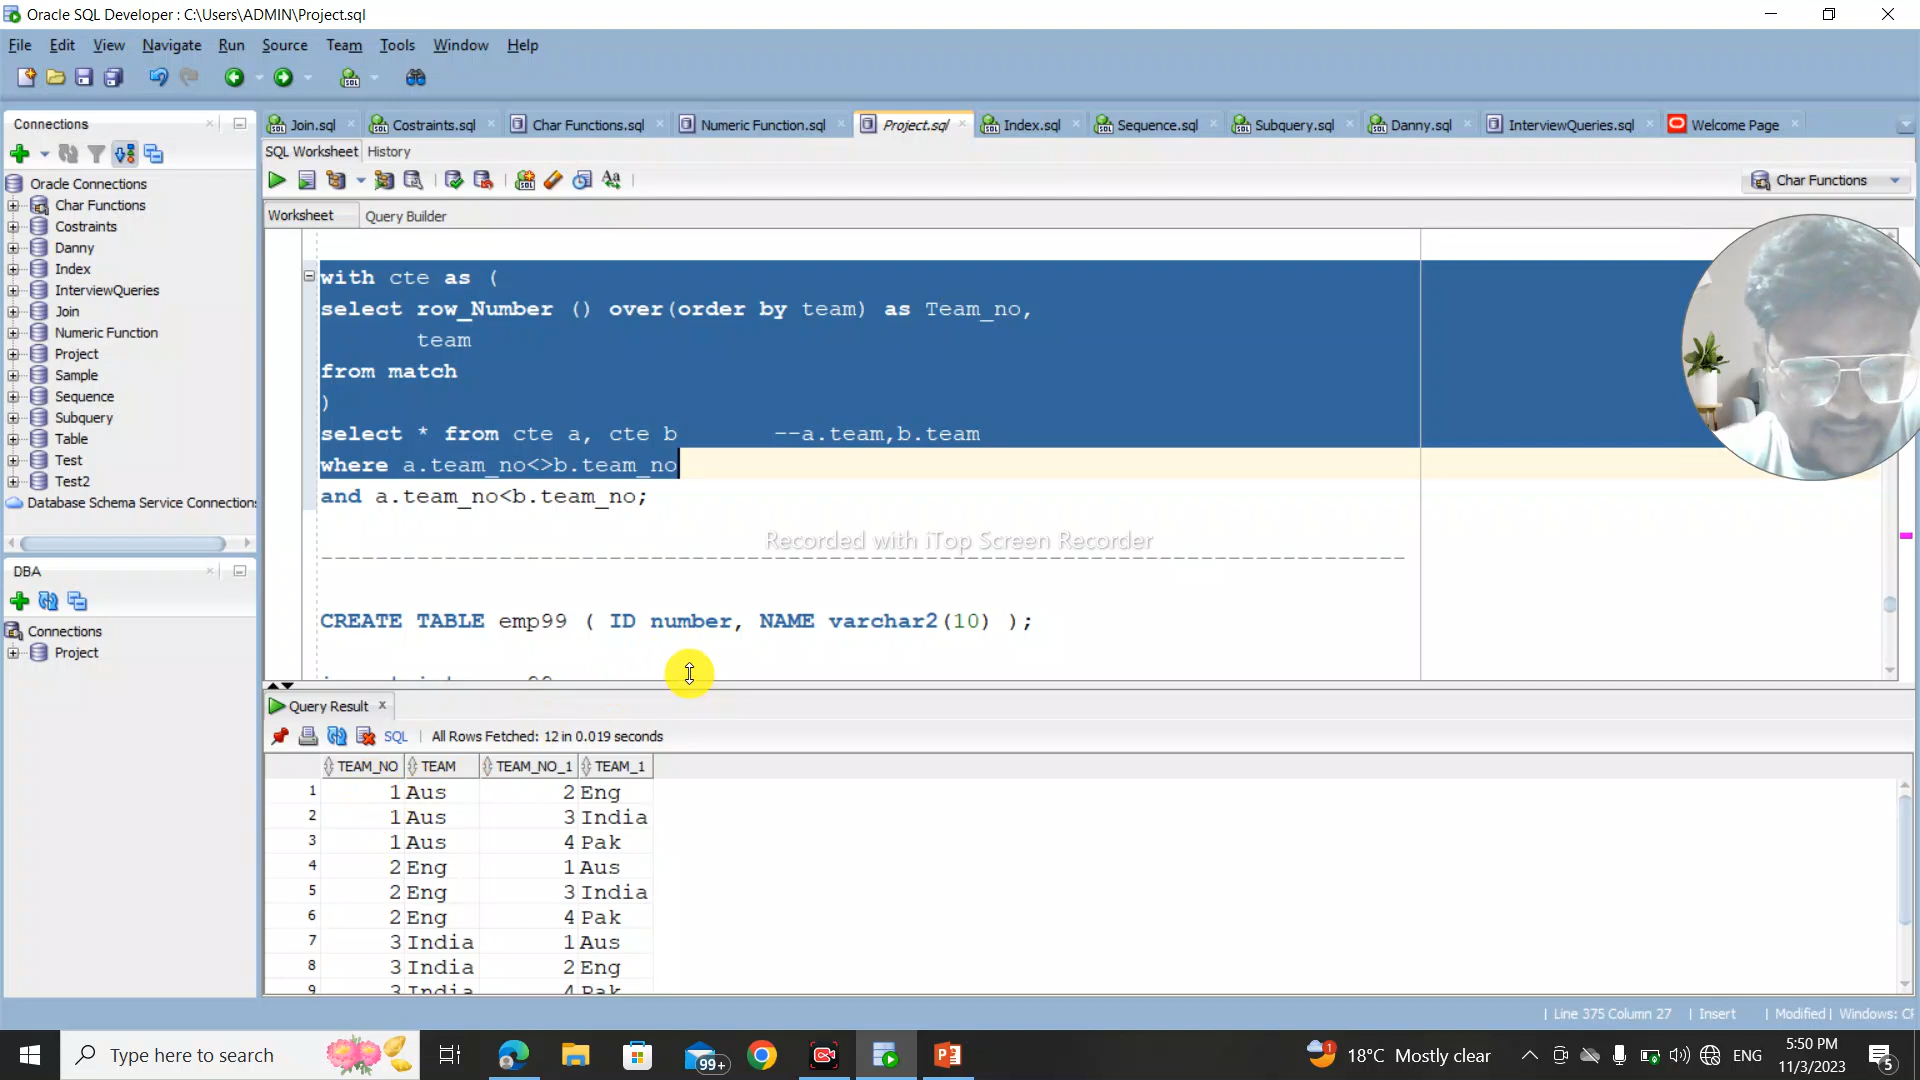 Oracle SQL Developer : C:\Users\ADMIN\Project.sql
File Edit View Navigate Run Source Team Tools Window Help
Connections
Join.sql Costraints.sql Char Functions.sql Numeric Function.sql Project.sql Index.sql Sequence.sql Subquery.sql Danny.sql InterviewQueries.sql Welcome Page
SQL Worksheet History
Char Functions
Worksheet Query Builder
Oracle Connections
Char Functions
Costraints
Danny
Index
InterviewQueries
Join
Numeric Function
Project
Sample
Sequence
Subquery
Table
Test
Test2
Database Schema Service Connections
DBA
Connections
Project
with cte as (
select row_Number () over(order by team) as Team_no,
team
from match
)
select * from cte a, cte b --a.team,b.team
where a.team_no<>b.team_no
and a.team_no<b.team_no;
Recorded with iTop Screen Recorder
--------------------------------------------------------------------------------
CREATE TABLE emp99 ( ID number, NAME varchar2(10) );
Query Result
SQL | All Rows Fetched: 12 in 0.019 seconds
TEAM_NO TEAM TEAM_NO_1 TEAM_1
1 1 Aus 2 Eng
2 1 Aus 3 India
3 1 Aus 4 Pak
4 2 Eng 1 Aus
5 2 Eng 3 India
6 2 Eng 4 Pak
7 3 India 1 Aus
8 3 India 2 Eng
9 3 India 4 Pak
| Line 375 Column 27 | Insert | Modified | Windows: CF
Type here to search
99+
18°C Mostly clear
ENG
5:50 PM
11/3/2023
5